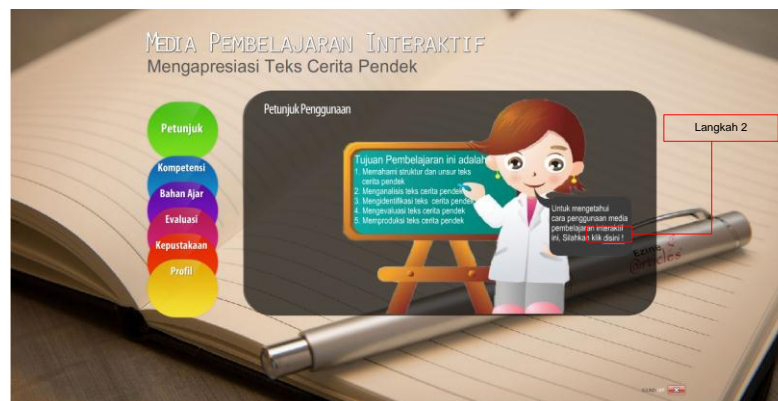 MEDIA PEMBELAJARAN INTERAKTIF
Mengapresiasi Teks Cerita Pendek
Petunjuk
Kompetensi
Bahan Ajar
Evaluasi
Kepustakaan
Profil
Petunjuk Penggunaan
Tujuan Pembelajaran ini adalah
1. Memahami struktur dan unsur teks
cerita pendek
2. Menganalisis teks cerita pendek
3. Mengidentifkasi teks cerita pendek
4. Mengevaluasi teks cerita pendek
5. Memproduksi teks cerita pendek
Untuk mengetahui
cara penggunaan media
pembelajaran interaktif
ini, Silahkan klik disini !
Langkah 2
Ezine
@rticles